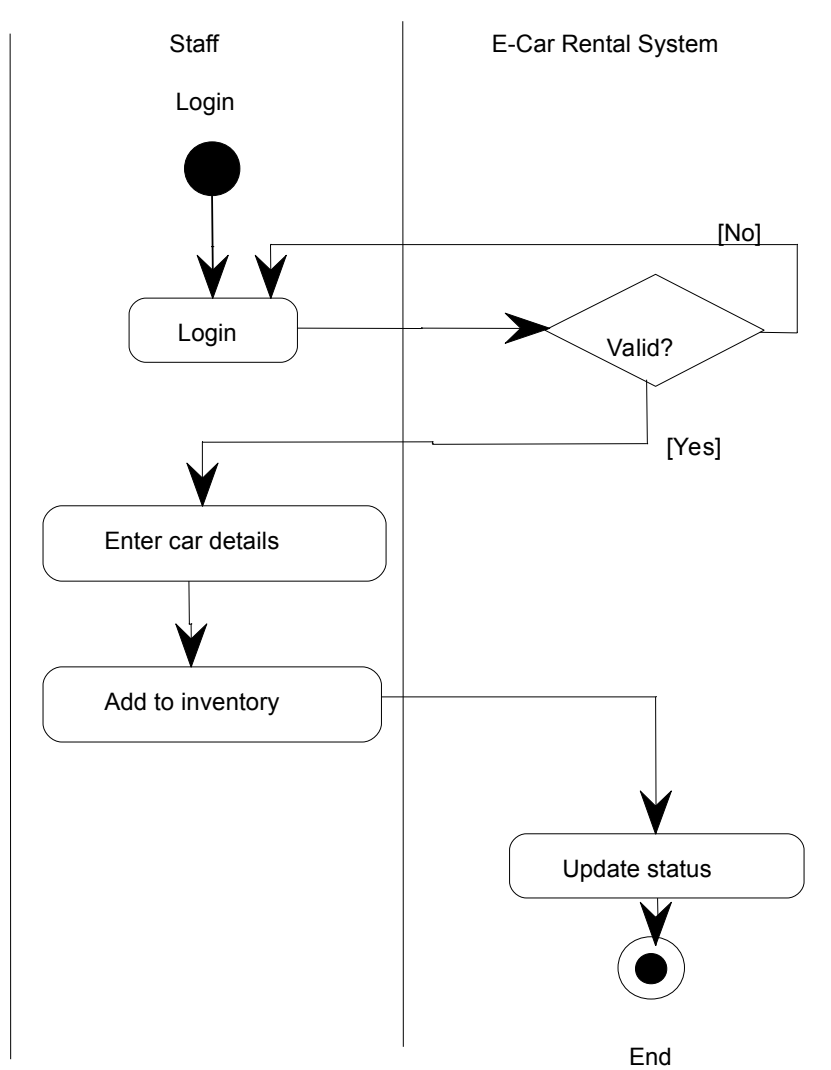 Staff
E-Car Rental System
Login
[No]
Login
Valid?
[Yes]
Enter car details
Add to inventory
Update status
End